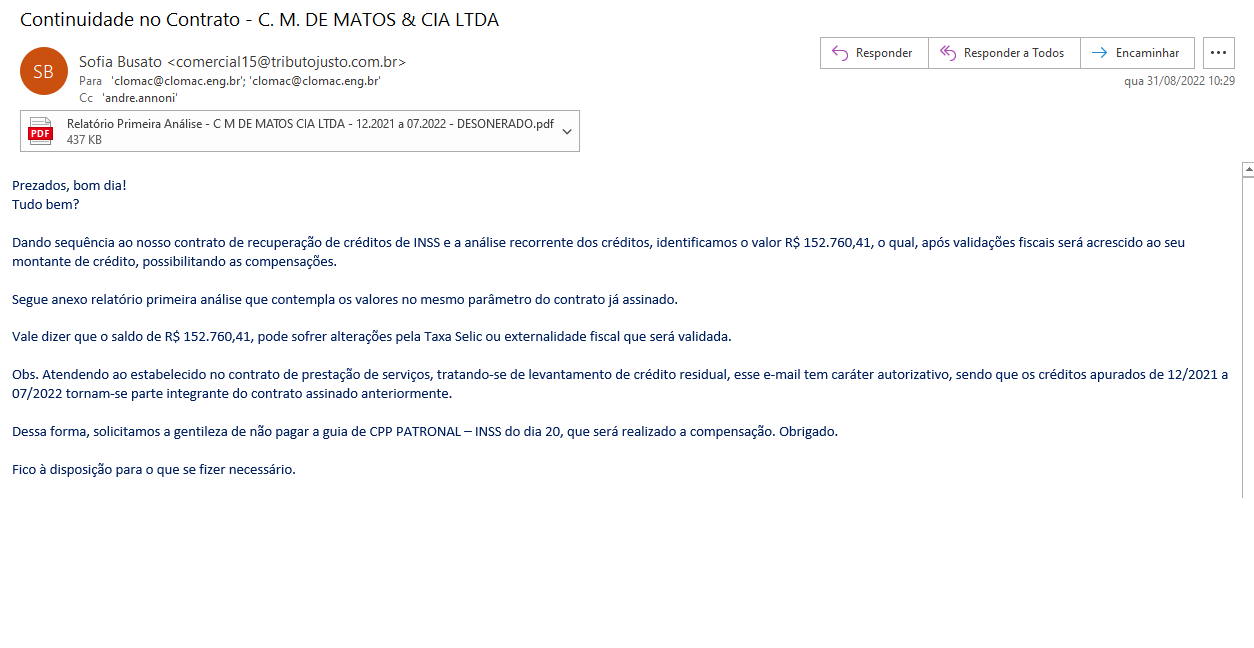 Continuidade no Contrato - C. M. DE MATOS & CIA LTDA
SB
Sofia Busato <comercial15@tributojusto.com.br>
Para 'clomac@clomac.eng.br'; 'clomac@clomac.eng.br'
Cc 'andre.annoni'
Responder
Responder a Todos
Encaminhar
qua 31/08/2022 10:29
PDF
Relatório Primeira Análise - C M DE MATOS CIA LTDA - 12.2021 a 07.2022 - DESONERADO.pdf
437 KB
Prezados, bom dia!
Tudo bem?
Dando sequência ao nosso contrato de recuperação de créditos de INSS e a análise recorrente dos créditos, identificamos o valor R$ 152.760,41, o qual, após validações fiscais será acrescido ao seu
montante de crédito, possibilitando as compensações.
Segue anexo relatório primeira análise que contempla os valores no mesmo parâmetro do contrato já assinado.
Vale dizer que o saldo de R$ 152.760,41, pode sofrer alterações pela Taxa Selic ou externalidade fiscal que será validada.
Obs. Atendendo ao estabelecido no contrato de prestação de serviços, tratando-se de levantamento de crédito residual, esse e-mail tem caráter autorizativo, sendo que os créditos apurados de 12/2021 a
07/2022 tornam-se parte integrante do contrato assinado anteriormente.
Dessa forma, solicitamos a gentileza de não pagar a guia de CPP PATRONAL – INSS do dia 20, que será realizado a compensação. Obrigado.
Fico à disposição para o que se fizer necessário.